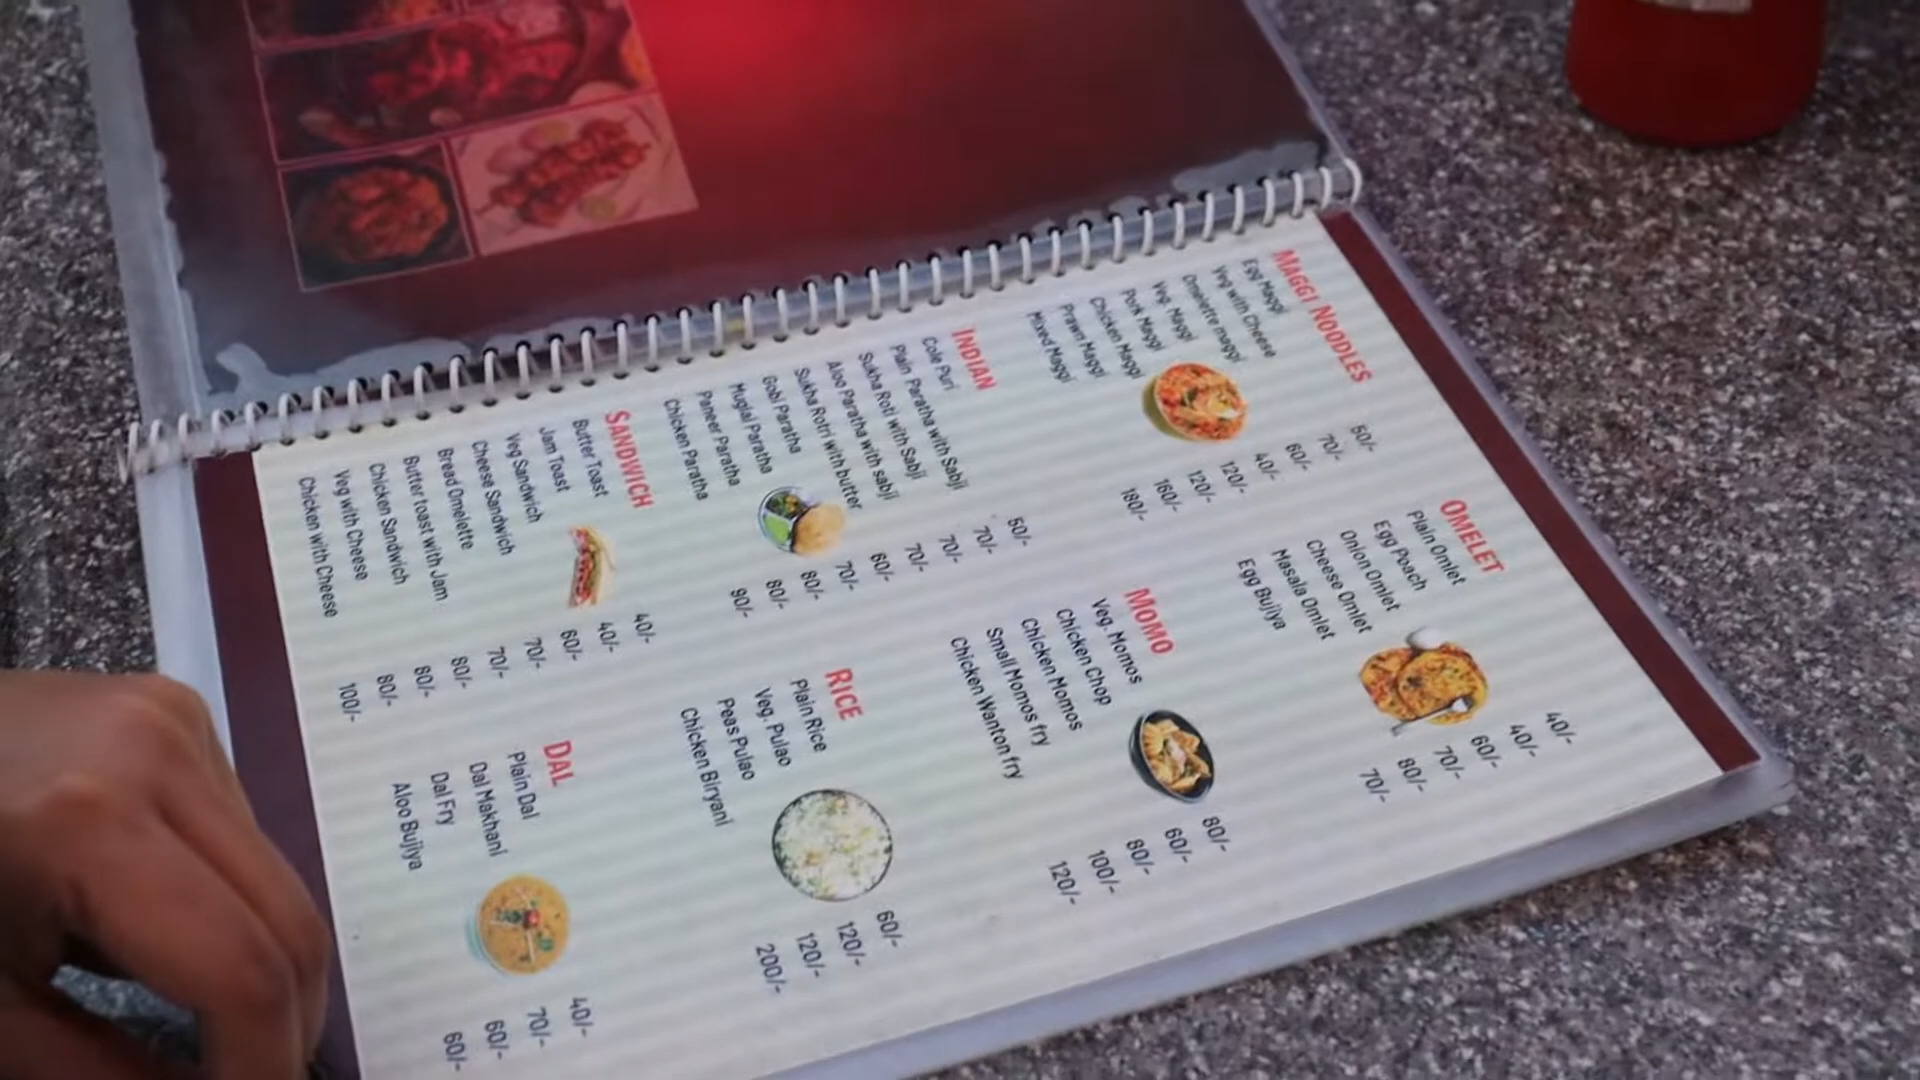 MAGGI NOODLES
Egg Maggi 50/-
Veg with Cheese 70/-
Omelette maggi 60/-
Veg. Maggi 40/-
Pork Maggi 120/-
Chicken Maggi 120/-
Prawn Maggi 160/-
Mixed Maggi 180/-
INDIAN
Cole Puri 50/-
Plain Paratha with Sabji 70/-
Sukha Roti with Sabji 70/-
Aloo Paratha with sabji 70/-
Sukha Rotri with butter 60/-
Gobi Paratha 70/-
Muglai Paratha 80/-
Paneer Paratha 80/-
Chicken Paratha 90/-
SANDWICH
Butter Toast 40/-
Jam Toast 40/-
Veg Sandwich 60/-
Cheese Sandwich 70/-
Bread Omelette 70/-
Butter toast with Jam 80/-
Chicken Sandwich 80/-
Veg with Cheese 80/-
Chicken with Cheese 100/-
OMELET
Plain Omlet 40/-
Egg Poach 40/-
Onion Omlet 60/-
Cheese Omlet 70/-
Masala Omlet 80/-
Egg Bujiya 70/-
MOMO
Veg. Momos 80/-
Chicken Chop 60/-
Chicken Momos 80/-
Small Momos fry 100/-
Chicken Wanton fry 120/-
RICE
Plain Rice 60/-
Veg. Pulao 120/-
Peas Pulao 120/-
Chicken Biryani 200/-
DAL
Plain Dal 40/-
Dal Makhani 70/-
Dal Fry 60/-
Aloo Bujiya 60/-